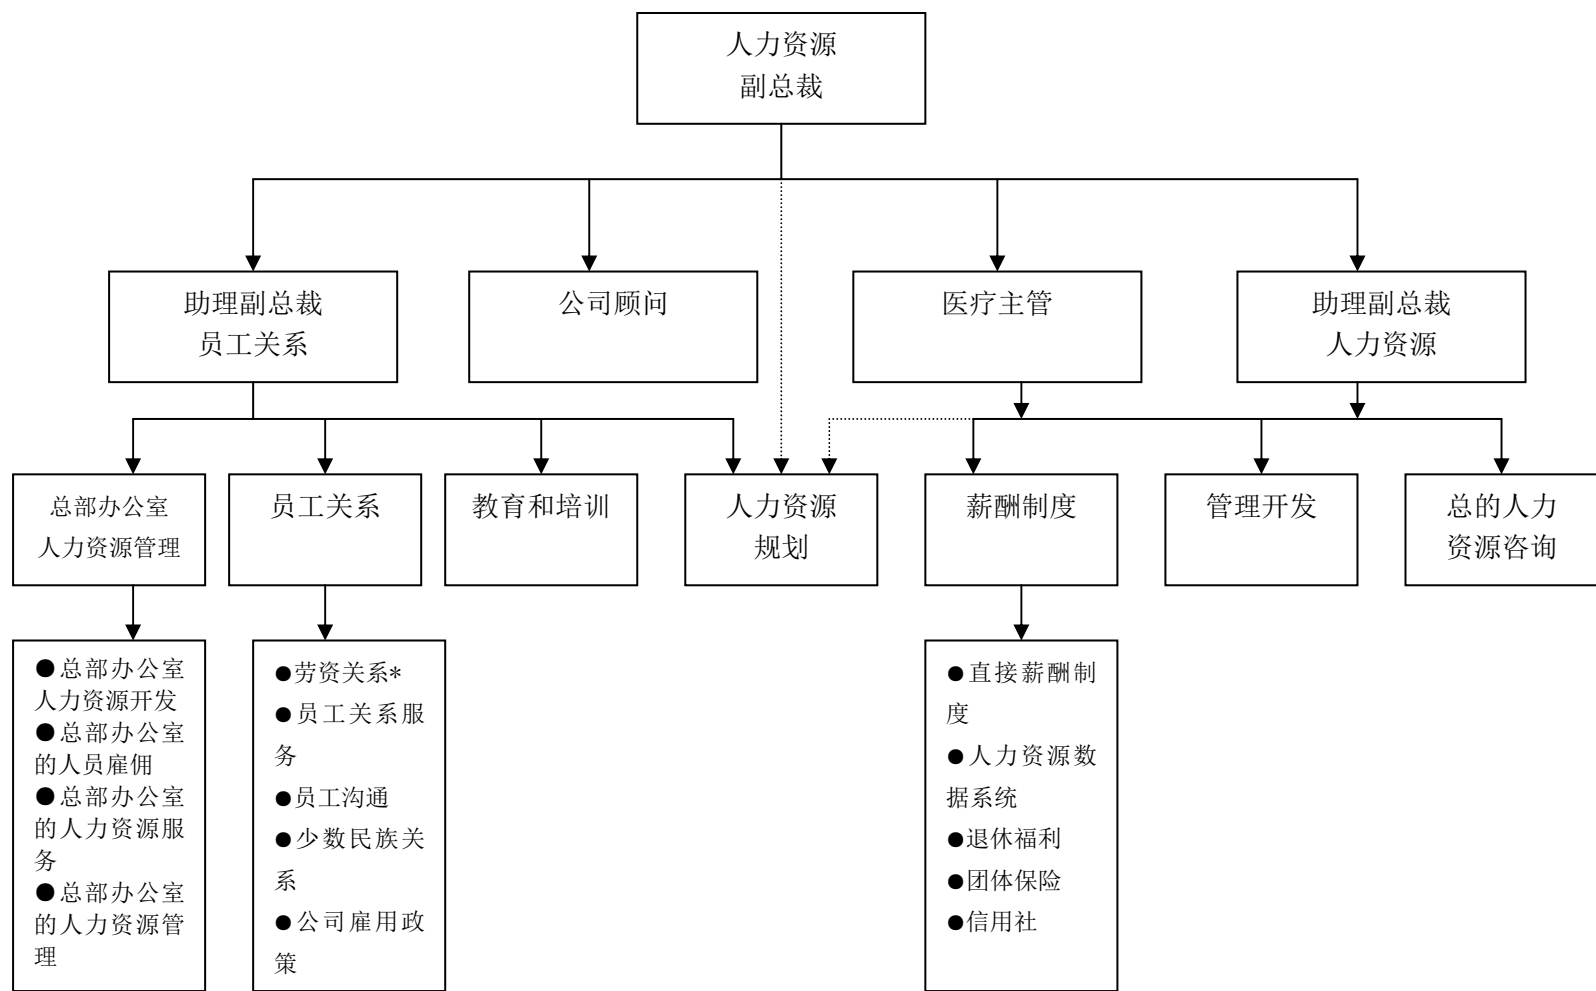 人力资源
副总裁
助理副总裁
员工关系
公司顾问
医疗主管
助理副总裁
人力资源
总部办公室
人力资源管理
员工关系
教育和培训
人力资源
规划
薪酬制度
管理开发
总的人力
资源咨询
●总部办公室
人力资源开发
●总部办公室
的人员雇佣
●总部办公室
的人力资源服
务
●总部办公室
的人力资源管
理
●劳资关系*
●员工关系服
务
●员工沟通
●少数民族关
系
●公司雇用政
策
●直接薪酬制
度
●人力资源数
据系统
●退休福利
●团体保险
●信用社